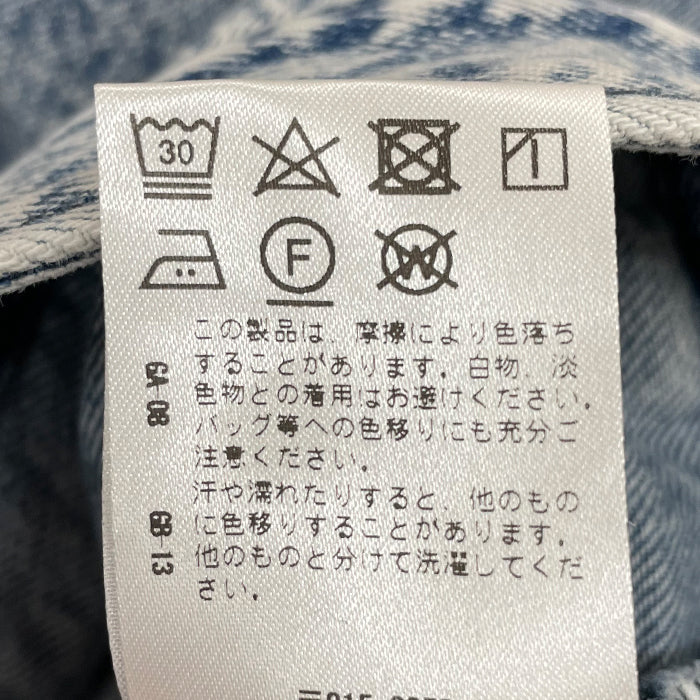 30
F
W
この製品は、摩擦により色落ち
することがあります。白物、淡
色物との着用はお避けください。
バッグ等への色移りにも充分ご
注意ください。
汗や濡れたりすると、他のもの
に色移りすることがあります。
他のものと分けて洗濯してくだ
さい。
GA-08
GB-13